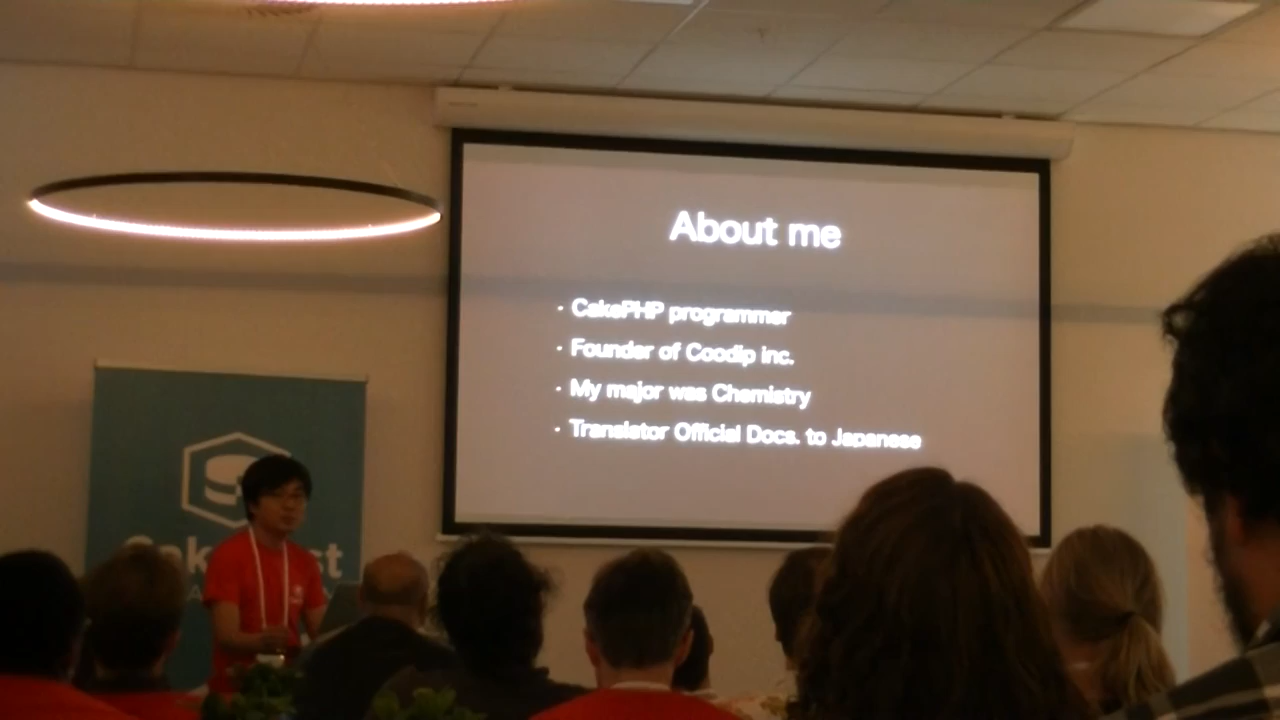 About me
· CakePHP programmer
· Founder of Coodip inc.
· My major was Chemistry
· Translator Official Docs. to Japanese